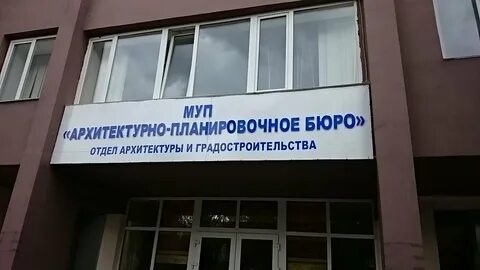 МУП
«АРХИТЕКТУРНО-ПЛАНИРОВОЧНОЕ БЮРО»
ОТДЕЛ АРХИТЕКТУРЫ И ГРАДОСТРОИТЕЛЬСТВА